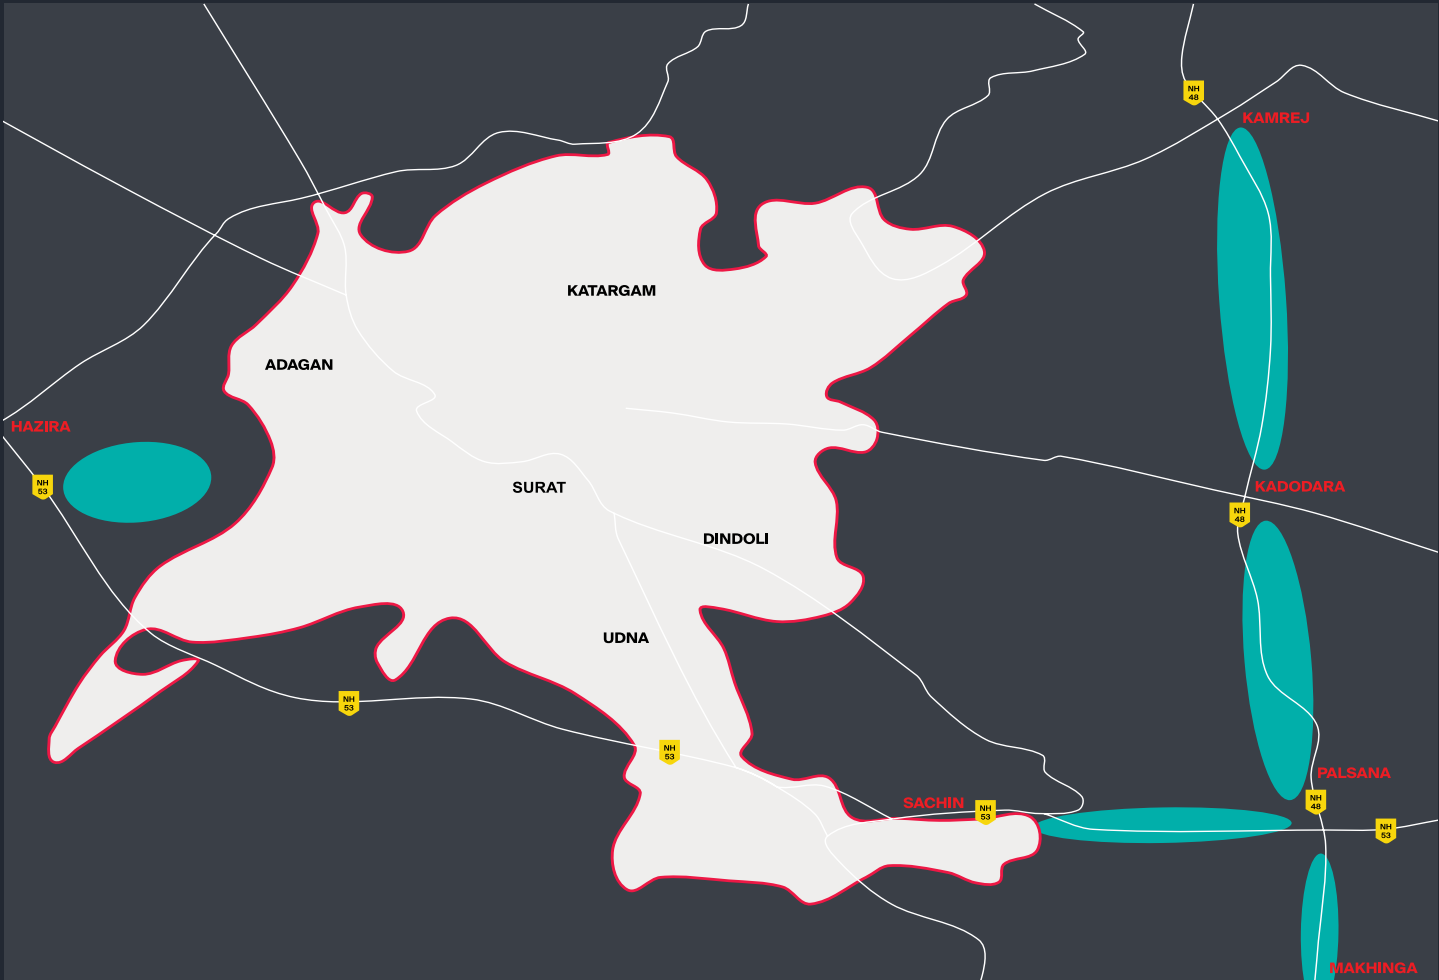 NH
48
KAMREJ
KATARGAM
ADAGAN
HAZIRA
NH
53
SURAT
KADODARA
NH
48
DINDOLI
UDNA
NH
53
NH
53
PALSANA
NH
48
SACHIN
NH
53
NH
53
MAKHINGA